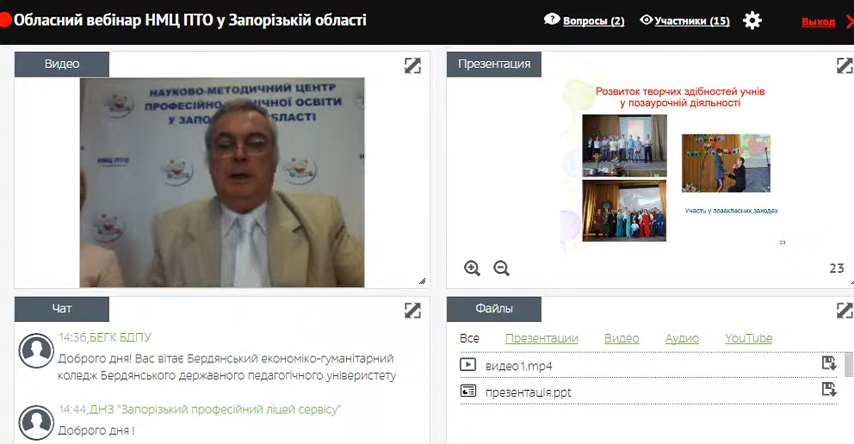 Обласний вебінар НМЦ ПТО у Запорізькій області
Вопросы (2)
Участники (15)
Выход
Видео
НАУКОВО-МЕТОДИЧНИЙ ЦЕНТР
У ЗАПОРІЗ
ОБЛАСТІ
НМЦ ПТО
Презентация
Розвиток творчих здібностей учнів
у позаурочній діяльності
Участь у позакласних заходах
23
23
Чат
14:36,БЕГК БДПУ
Доброго дня! Вас вітає Бердянський економіко-гуманітарний
коледж Бердянського державного педагогічного університету
14:44,ДНЗ "Запорізький професійний ліцей сервісу"
Доброго дня !
Файлы
Все
Презентации
Видео
Аудио
YouTube
видео1.mp4
презентація.ppt